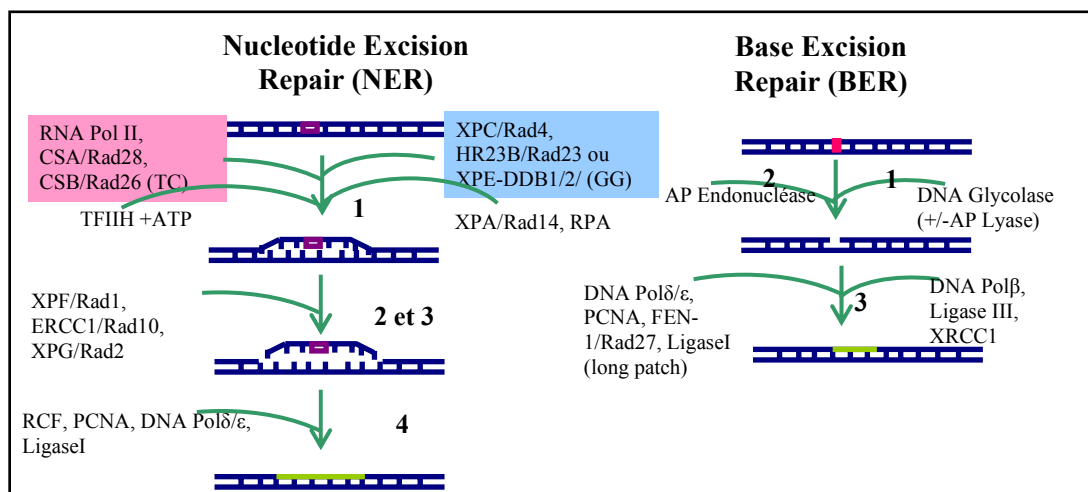 Nucleotide Excision
Repair (NER)
RNA Pol II,
CSA/Rad28,
CSB/Rad26 (TC)
XPC/Rad4,
HR23B/Rad23 ou
XPE-DDB1/2/ (GG)
TFIIH +ATP
1
XPA/Rad14, RPA
XPF/Rad1,
ERCC1/Rad10,
XPG/Rad2
2 et 3
RCF, PCNA, DNA Polδ/ε,
LigaseI
4
Base Excision
Repair (BER)
2
1
AP Endonucléase
DNA Glycolase
(+/-AP Lyase)
DNA Polδ/ε,
PCNA, FEN-
1/Rad27, LigaseI
(long patch)
3
DNA Polβ,
Ligase III,
XRCC1